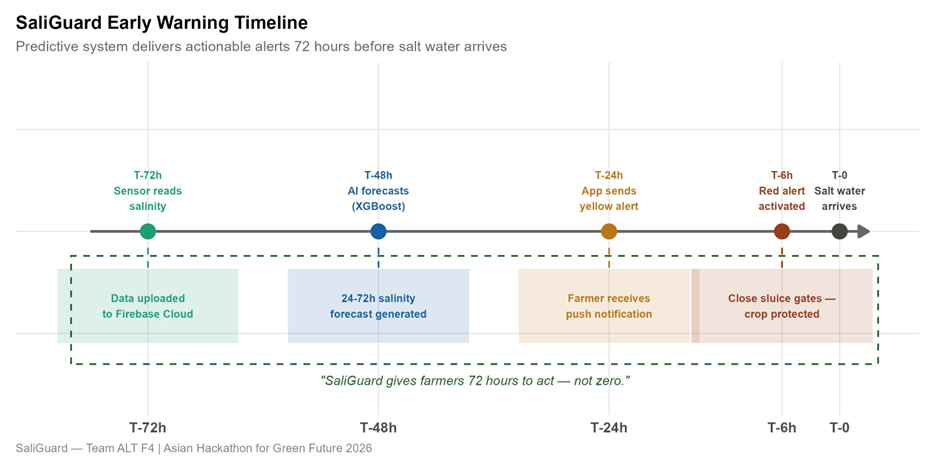 SaliGuard Early Warning Timeline
Predictive system delivers actionable alerts 72 hours before salt water arrives
T-72h
Sensor reads
salinity
T-48h
AI forecasts
(XGBoost)
T-24h
App sends
yellow alert
T-6h
Red alert
activated
T-0
Salt water
arrives
Data uploaded
to Firebase Cloud
24-72h salinity
forecast generated
Farmer receives
push notification
Close sluice gates —
crop protected
"SaliGuard gives farmers 72 hours to act — not zero."
T-72h
T-48h
T-24h
T-6h
T-0
SaliGuard — Team ALT F4 | Asian Hackathon for Green Future 2026